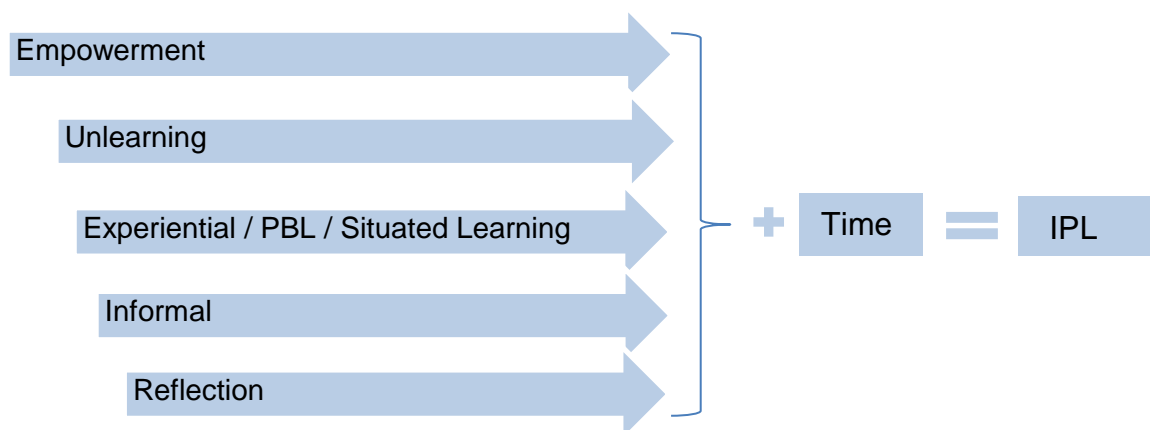 Empowerment
Unlearning
Experiential / PBL / Situated Learning
Informal
Reflection
+ Time = IPL